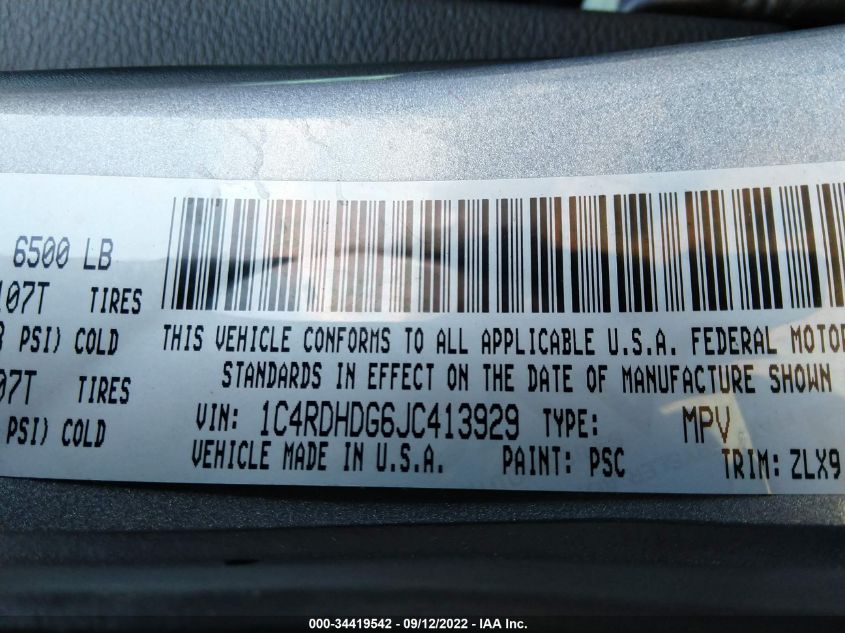 6500 LB
107T TIRES
PSI) COLD
07T TIRES
PSI) COLD
THIS VEHICLE CONFORMS TO ALL APPLICABLE U.S.A. FEDERAL MOTOR
STANDARDS IN EFFECT ON THE DATE OF MANUFACTURE SHOWN
VIN: 1C4RDHDG6JC413929 TYPE: MPV
VEHICLE MADE IN U.S.A. PAINT: PSC TRIM: ZLX9
000-34419542 - 09/12/2022 - IAA Inc.